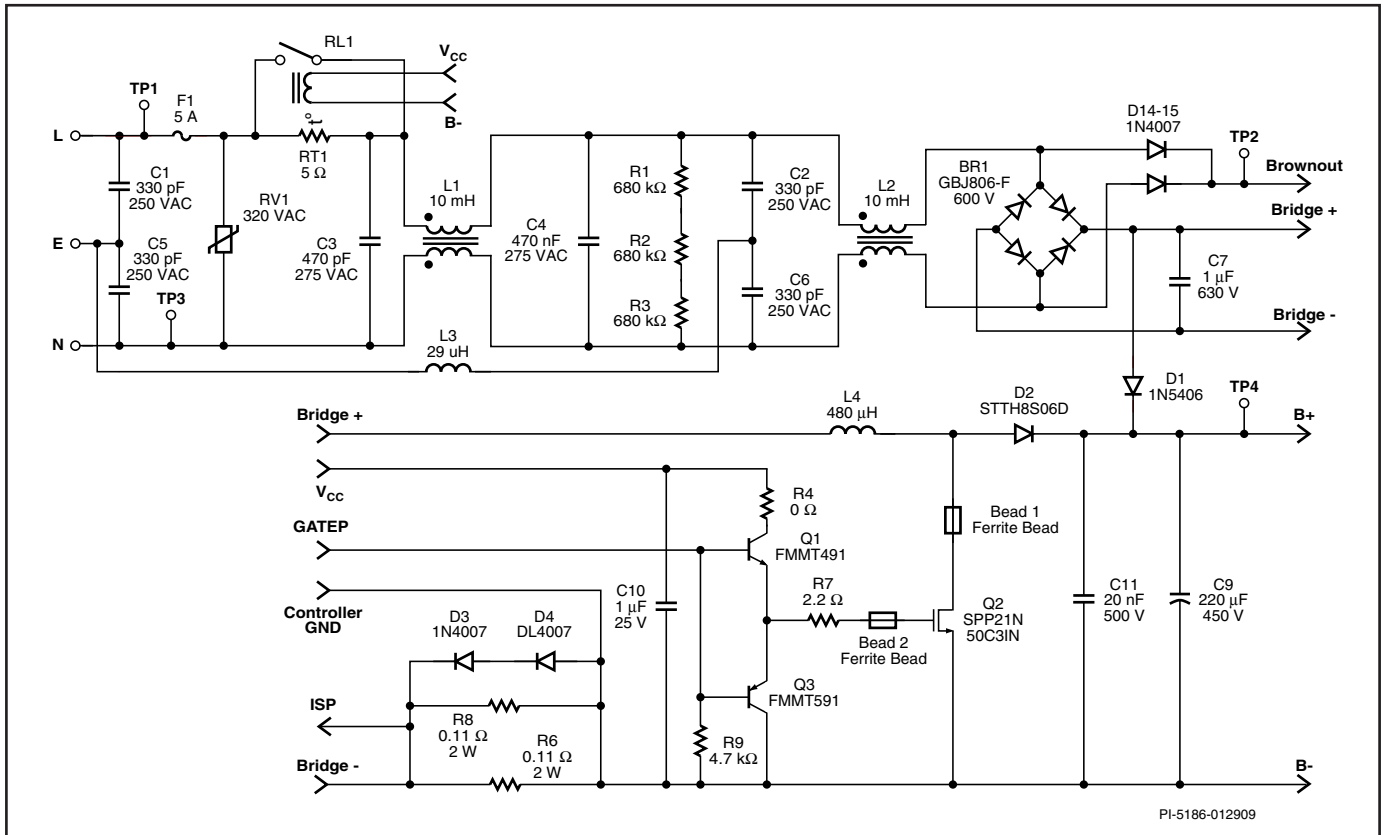 RL1
VCC
B-
TP1
F1
5 A
L
t°
RT1
5 Ω
C1
330 pF
250 VAC
RV1
320 VAC
E
C5
330 pF
250 VAC
TP3
C3
470 pF
275 VAC
N
L1
10 mH
L3
29 uH
C4
470 nF
275 VAC
R1
680 kΩ
R2
680 kΩ
R3
680 kΩ
C2
330 pF
250 VAC
C6
330 pF
250 VAC
L2
10 mH
BR1
GBJ806-F
600 V
D14-15
1N4007
TP2
Brownout
Bridge +
C7
1 µF
630 V
Bridge -
D1
1N5406
TP4
B+
Bridge +
L4
480 µH
D2
STTH8S06D
VCC
GATEP
Controller
GND
R4
0 Ω
Q1
FMMT491
C10
1 µF
25 V
R7
2.2 Ω
Bead 1
Ferrite Bead
Bead 2
Ferrite Bead
Q2
SPP21N
50C3IN
C11
20 nF
500 V
C9
220 µF
450 V
D3
1N4007
D4
DL4007
ISP
R8
0.11 Ω
2 W
R6
0.11 Ω
2 W
Q3
FMMT591
R9
4.7 kΩ
Bridge -
B-
PI-5186-012909